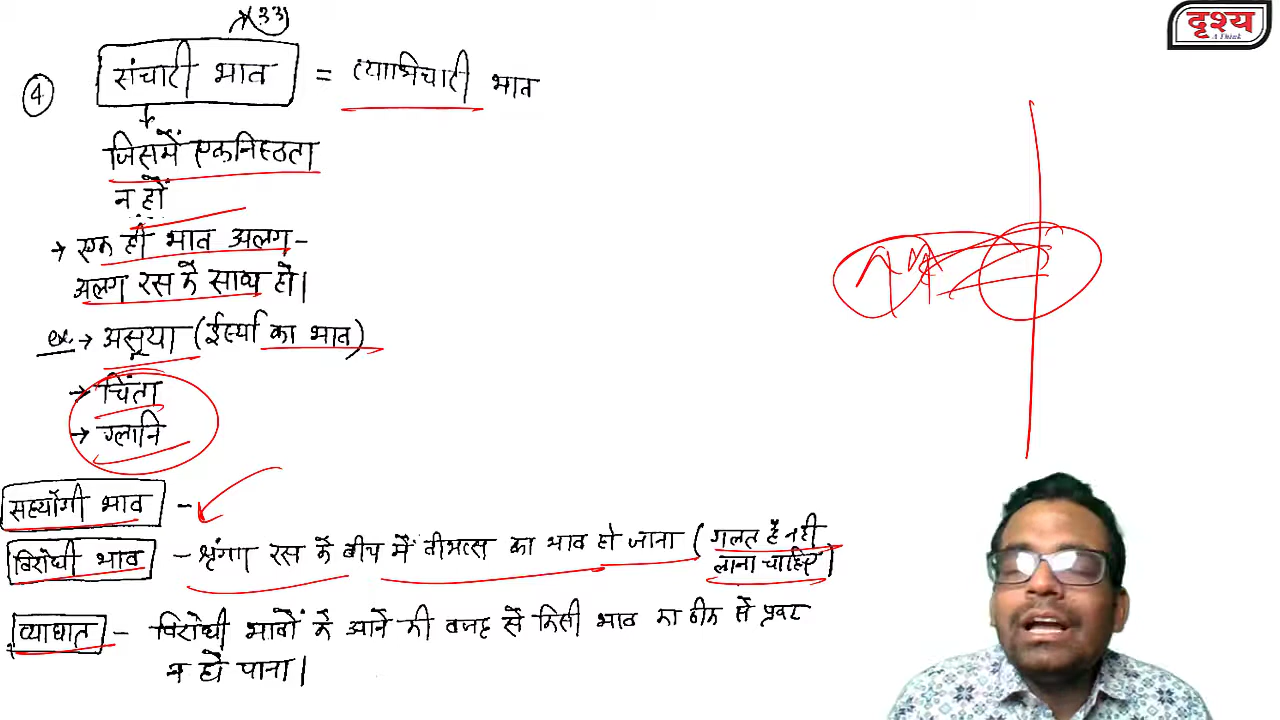 (33)
दृश्य
A Think
④ संचारी भाव = व्याभिचारी भाव
जिसमें एकनिष्ठता
न हों
→ एक ही भाव अलग-
अलग रस के साथ हो।
ex. → असूया (ईर्ष्या का भाव)
→ चिंता
→ ग्लानि
सहयोगी भाव -
विरोधी भाव - श्रृंगार रस के बीच में वीभत्स का भाव हो जाना (गलत है नही
लाना चाहिए)
व्याघात - विरोधी भावों के आने की वजह से किसी भाव का ठीक से प्रकट
न हो पाना।